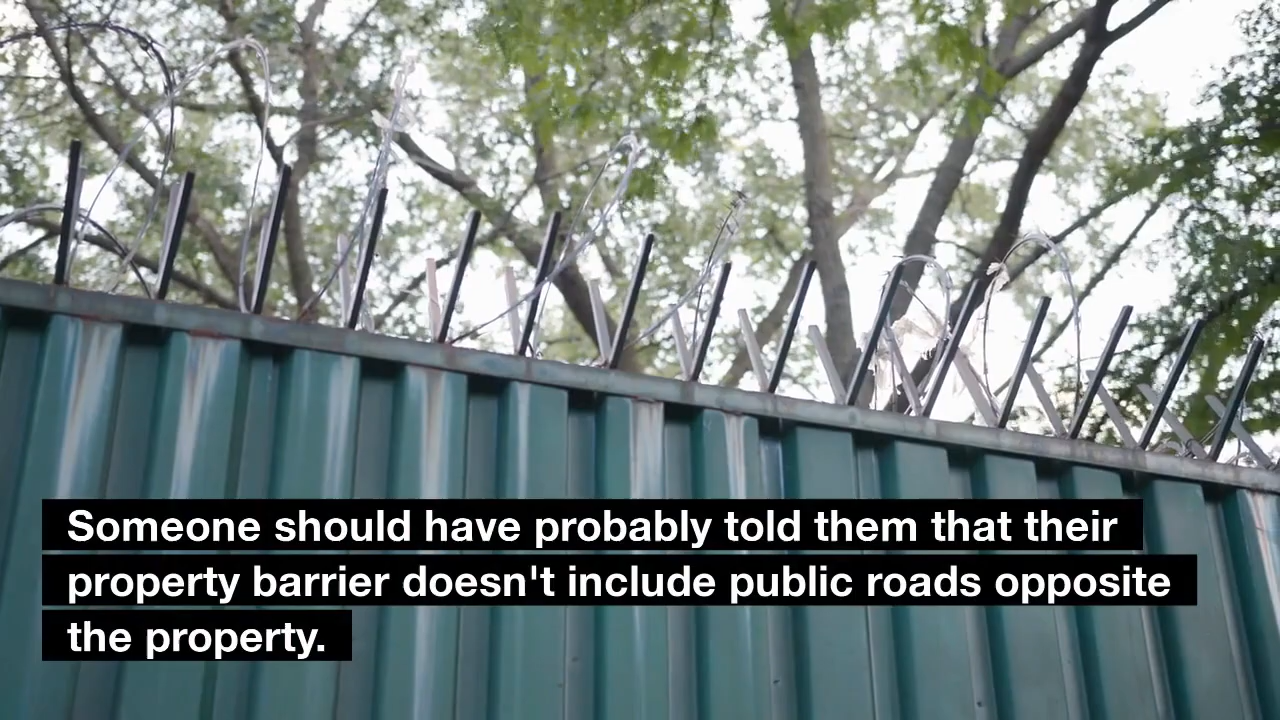 Someone should have probably told them that their
property barrier doesn't include public roads opposite
the property.